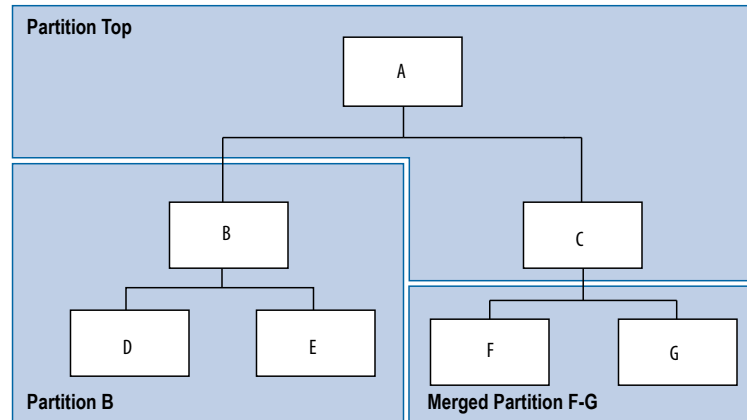 Partition Top
A
B
C
D
E
F
G
Partition B
Merged Partition F-G